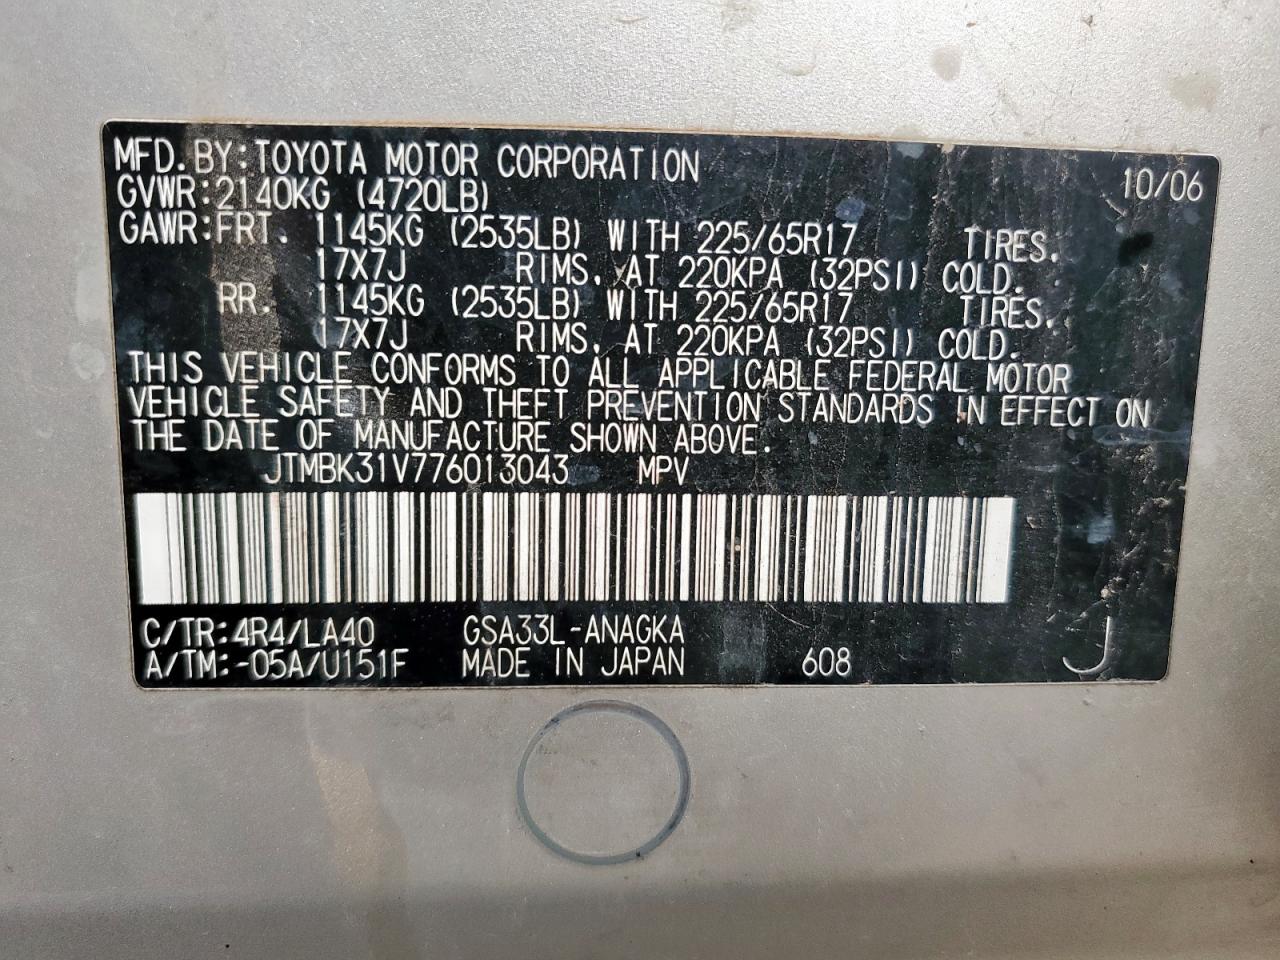 MFD. BY: TOYOTA MOTOR CORPORATION 10/06
GVWR: 2140KG (4720LB)
GAWR: FRT. 1145KG (2535LB) WITH 225/65R17 TIRES.
17X7J RIMS, AT 220KPA (32PSI) COLD.
RR. 1145KG (2535LB) WITH 225/65R17 TIRES.
17X7J RIMS, AT 220KPA (32PSI) COLD.
THIS VEHICLE CONFORMS TO ALL APPLICABLE FEDERAL MOTOR
VEHICLE SAFETY AND THEFT PREVENTION STANDARDS IN EFFECT ON
THE DATE OF MANUFACTURE SHOWN ABOVE.
JTMBK31V776013043 MPV
C/TR: 4R4/LA40 GSA33L-ANAGKA
A/TM: -05A/U151F MADE IN JAPAN 608 J